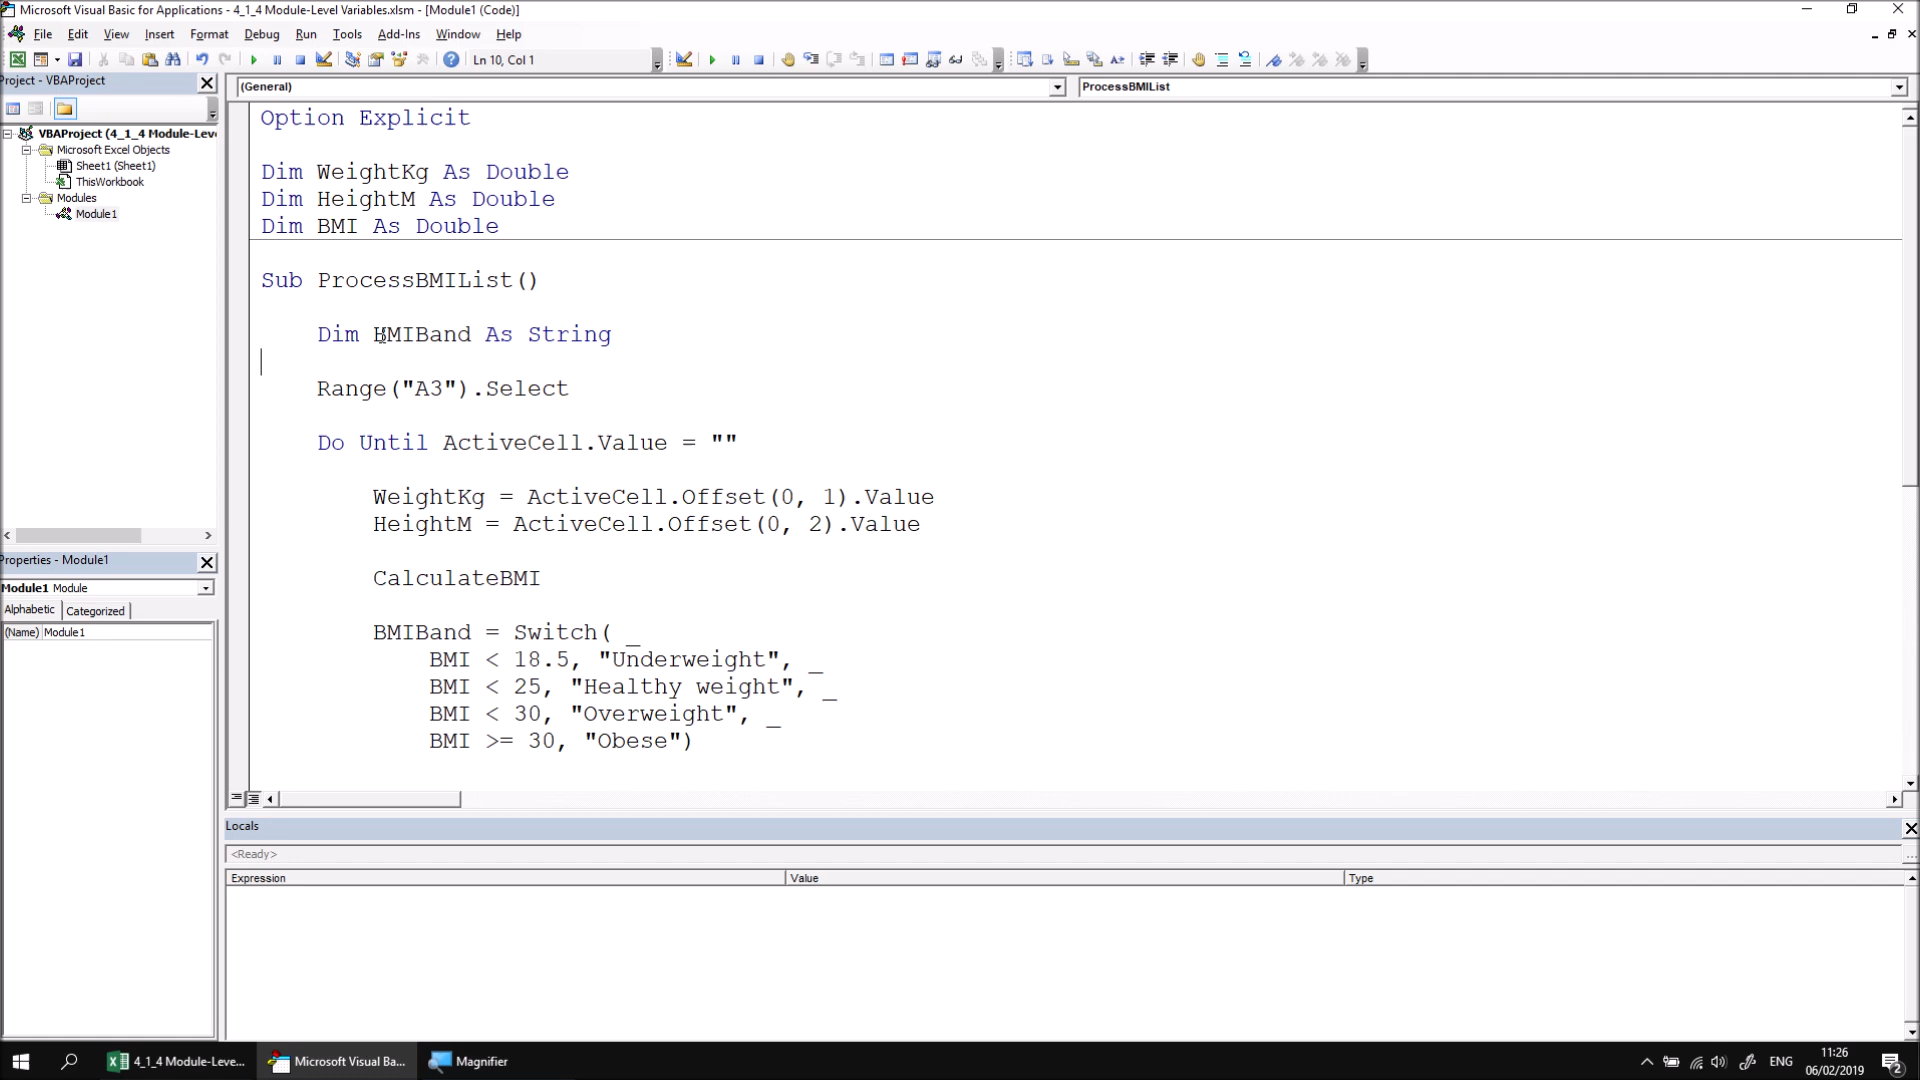 Microsoft Visual Basic for Applications - 4_1_4 Module-Level Variables.xlsm - [Module1 (Code)]
File Edit View Insert Format Debug Run Tools Add-Ins Window Help
Ln 10, Col 1
Project - VBAProject
(General)
ProcessBMIList
VBAProject (4_1_4 Module-Lev
Microsoft Excel Objects
Sheet1 (Sheet1)
ThisWorkbook
Modules
Module1
Properties - Module1
Module1 Module
Alphabetic Categorized
(Name) Module1
Option Explicit
Dim WeightKg As Double
Dim HeightM As Double
Dim BMI As Double
Sub ProcessBMIList()
Dim BMIBand As String
Range("A3").Select
Do Until ActiveCell.Value = ""
WeightKg = ActiveCell.Offset(0, 1).Value
HeightM = ActiveCell.Offset(0, 2).Value
CalculateBMI
BMIBand = Switch( _
BMI < 18.5, "Underweight", _
BMI < 25, "Healthy weight", _
BMI < 30, "Overweight", _
BMI >= 30, "Obese")
Locals
<Ready>
Expression Value Type
4_1_4 Module-Leve... Microsoft Visual Ba... Magnifier
ENG
11:26
06/02/2019
2